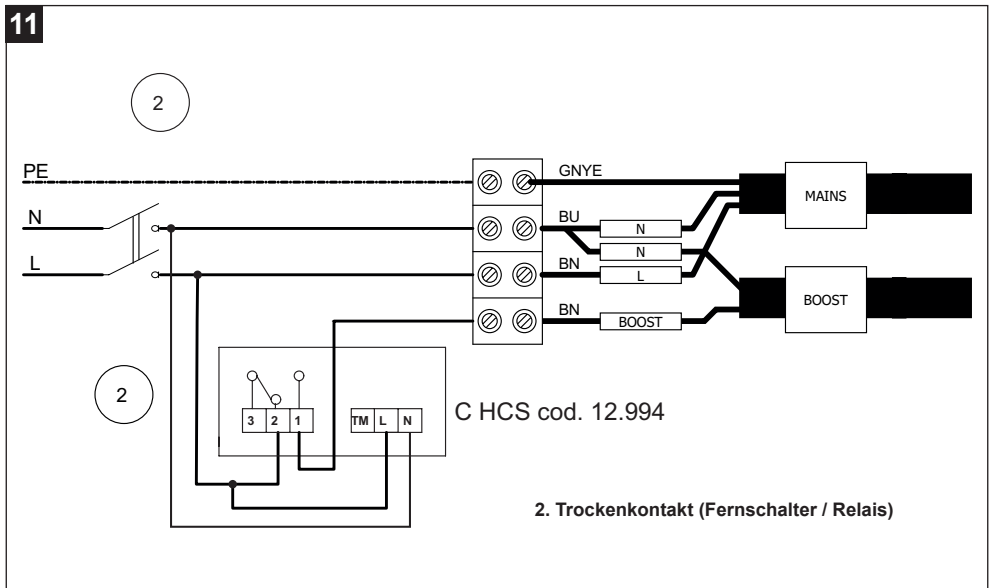 11
2
PE
GNYE
MAINS
N
BU
N
N
L
BN
L
BOOST
BN
BOOST
2
3 2 1
TM L N
C HCS cod. 12.994
2. Trockenkontakt (Fernschalter / Relais)